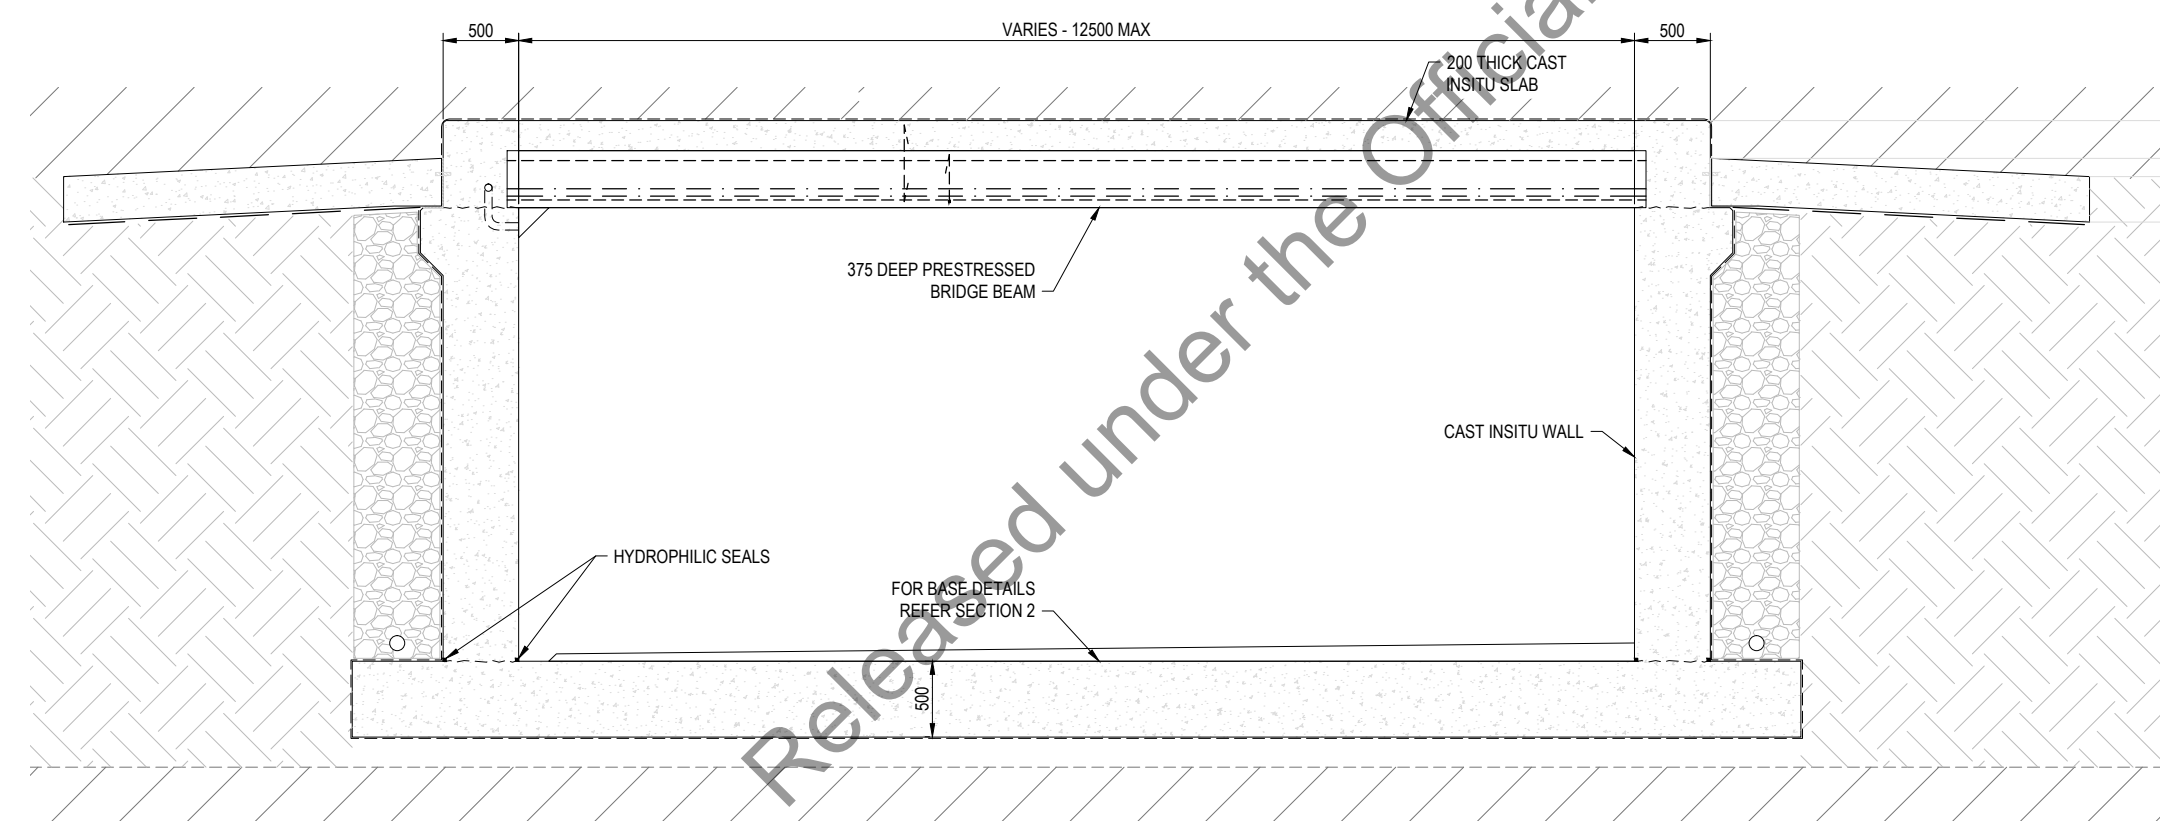 500
VARIES - 12500 MAX
500
200 THICK CAST
INSITU SLAB
375 DEEP PRESTRESSED
BRIDGE BEAM
CAST INSITU WALL
HYDROPHILIC SEALS
FOR BASE DETAILS
REFER SECTION 2
500
Released under the Official